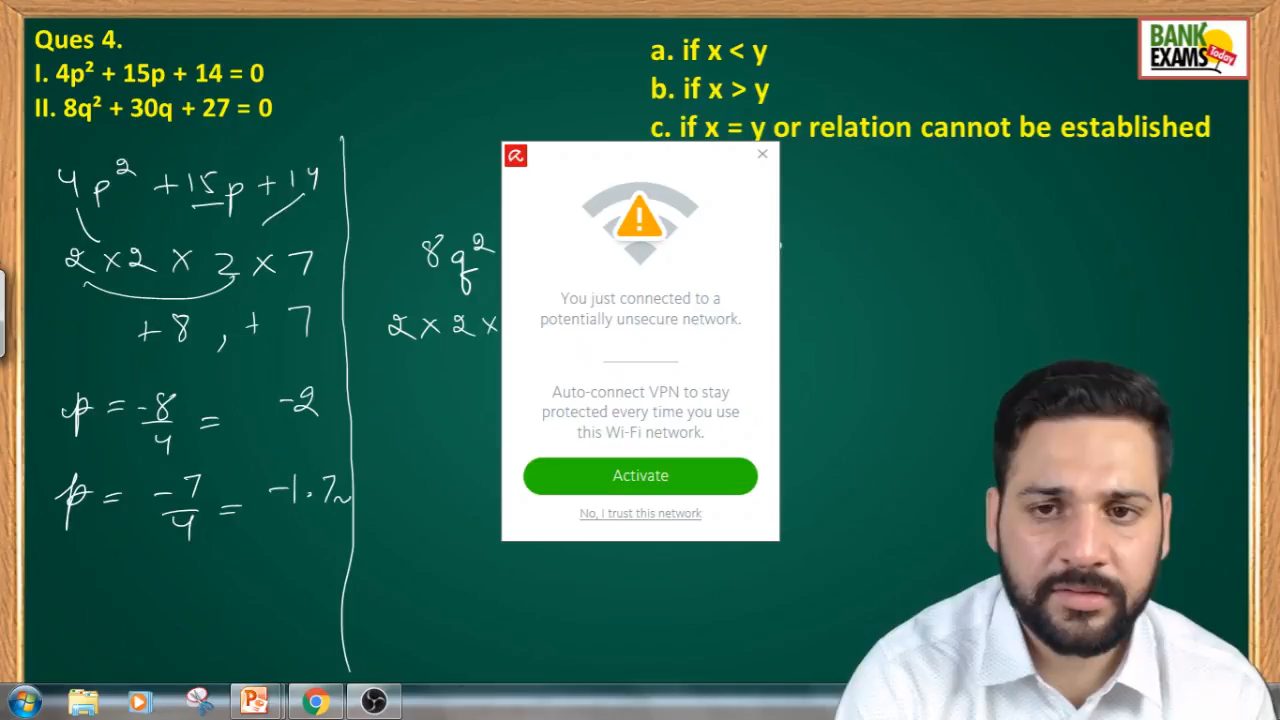 Ques 4.
I. 4p² + 15p + 14 = 0
II. 8q² + 30q + 27 = 0
a. if x < y
b. if x > y
c. if x = y or relation cannot be established
BANK
EXAMS Today
4p² + 15p + 14
2 × 2 × 2 × 7
+8, + 7
p = -8/4 = -2
p = -7/4 = -1.7~
8q²
2 × 2 ×
You just connected to a
potentially unsecure network.
Auto-connect VPN to stay
protected every time you use
this Wi-Fi network.
Activate
No, I trust this network